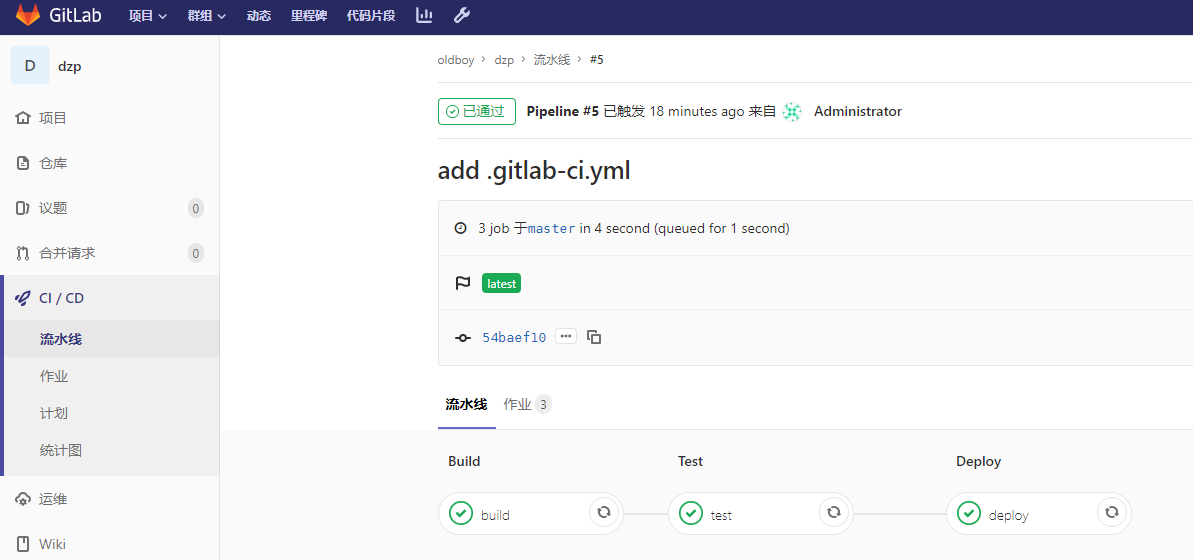 GitLab 项目 群组 动态 里程碑 代码片段
D dzp
项目
仓库
议题 0
合并请求 0
CI / CD
流水线
作业
计划
统计图
运维
Wiki
oldboy > dzp > 流水线 > #5
已通过 Pipeline #5 已触发 18 minutes ago 来自 Administrator
add .gitlab-ci.yml
3 job 于master in 4 second (queued for 1 second)
latest
54baef10 ···
流水线 作业 3
Build Test Deploy
build test deploy